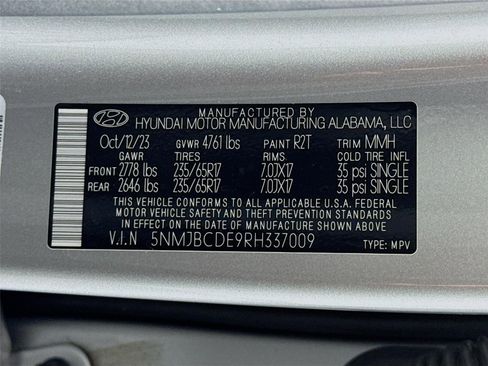 MANUFACTURED BY
HYUNDAI MOTOR MANUFACTURING ALABAMA, LLC
Oct/12/23 GVWR 4761 lbs PAINT R2T TRIM MMH
GAWR TIRES RIMS COLD TIRE INFL
FRONT 2778 lbs 235/65R17 7.0JX17 35 psi SINGLE
REAR 2646 lbs 235/65R17 7.0JX17 35 psi SINGLE
THIS VEHICLE CONFORMS TO ALL APPLICABLE U.S.A. FEDERAL
MOTOR VEHICLE SAFETY AND THEFT PREVENTION STANDARDS
IN EFFECT ON THE DATE OF MANUFACTURE SHOWN ABOVE.
V.I.N 5NMJBCDE9RH337009
TYPE: MPV